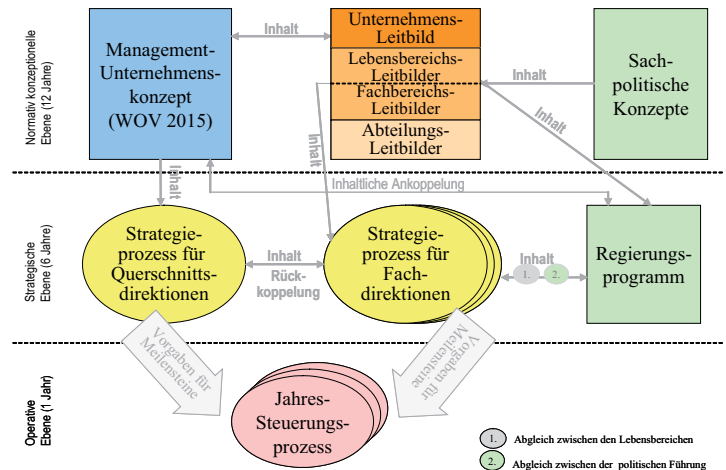 Normativ konzeptionelle
Ebene (12 Jahre)
Management-
Unternehmens-
konzept
(WOV 2015)
Inhalt
Unternehmens-
Leitbild
Lebensbereichs-
Leitbilder
Fachbereichs-
Leitbilder
Abteilungs-
Leitbilder
Inhalt
Sach-
politische
Konzepte
Inhalt
Inhalt
Inhalt
Inhaltliche Ankoppelung
Strategische
Ebene (6 Jahre)
Strategie-
prozess für
Querschnitts-
direktionen
Inhalt
Rück-
koppelung
Strategie-
prozess für
Fach-
direktionen
Inhalt
1.
2.
Regierungs-
programm
Vorgaben für
Meilensteine
Vorgaben für
Meilensteine
Operative
Ebene (1 Jahr)
Jahres-
Steuerungs-
prozess
1.
Abgleich zwischen den Lebensbereichen
2.
Abgleich zwischen der politischen Führung